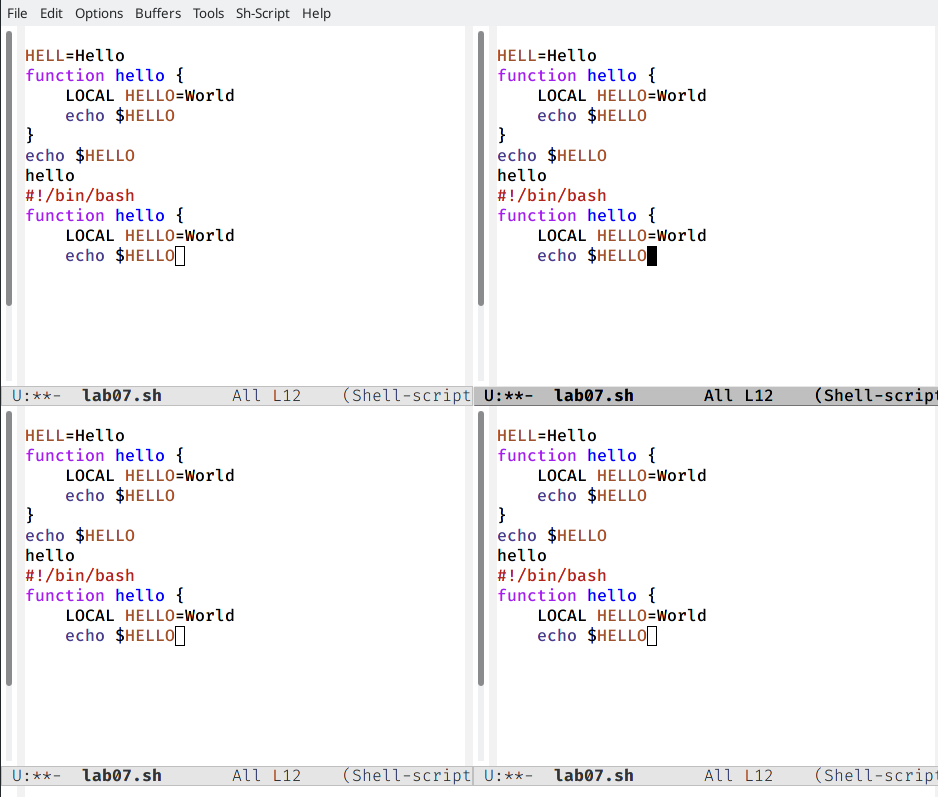 File Edit Options Buffers Tools Sh-Script Help
HELL=Hello
function hello {
    LOCAL HELLO=World
    echo $HELLO
}
echo $HELLO
hello
#!/bin/bash
function hello {
    LOCAL HELLO=World
    echo $HELLO
U:**-  lab07.sh       All L12    (Shell-script
HELL=Hello
function hello {
    LOCAL HELLO=World
    echo $HELLO
}
echo $HELLO
hello
#!/bin/bash
function hello {
    LOCAL HELLO=World
    echo $HELLO
U:**-  lab07.sh       All L12    (Shell-script
HELL=Hello
function hello {
    LOCAL HELLO=World
    echo $HELLO
}
echo $HELLO
hello
#!/bin/bash
function hello {
    LOCAL HELLO=World
    echo $HELLO
U:**-  lab07.sh       All L12    (Shell-script
HELL=Hello
function hello {
    LOCAL HELLO=World
    echo $HELLO
}
echo $HELLO
hello
#!/bin/bash
function hello {
    LOCAL HELLO=World
    echo $HELLO
U:**-  lab07.sh       All L12    (Shell-script